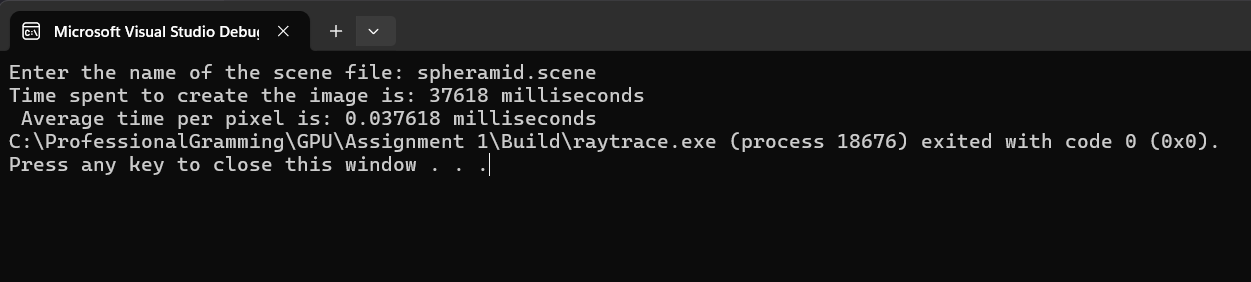 Microsoft Visual Studio Debug
Enter the name of the scene file: spheramid.scene
Time spent to create the image is: 37618 milliseconds
Average time per pixel is: 0.037618 milliseconds
C:\ProfessionalGramming\GPU\Assignment 1\Build\raytrace.exe (process 18676) exited with code 0 (0x0).
Press any key to close this window . . .